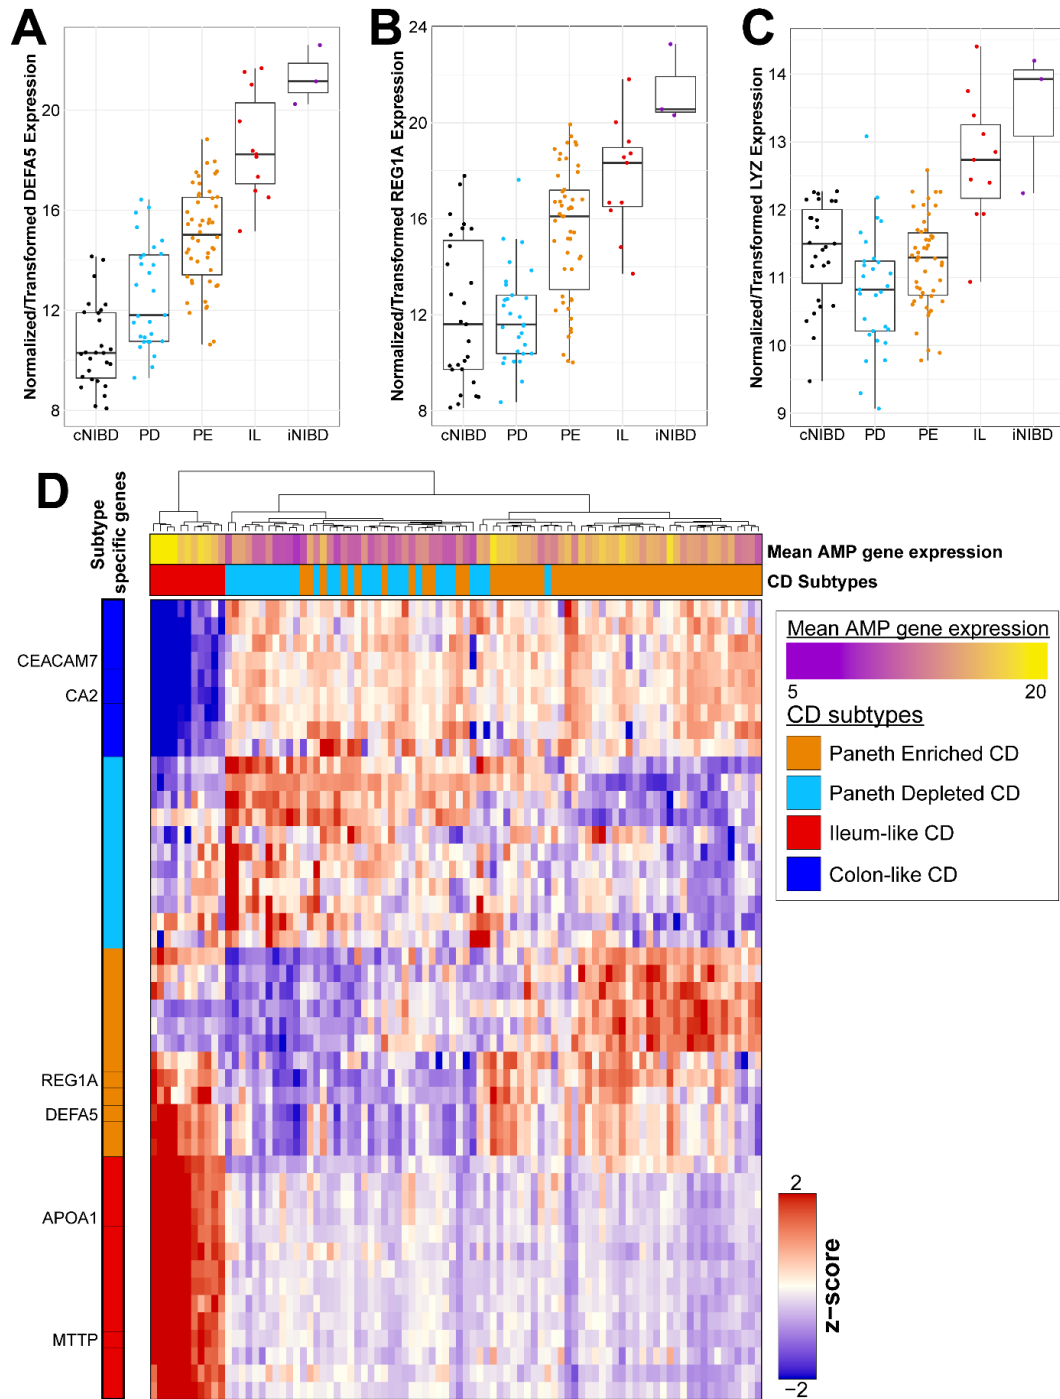 A
Normalized/Transformed DEFA5 Expression
20
16
12
8
cNIBD PD PE IL iNIBD
B
Normalized/Transformed REG1A Expression
24
20
16
12
8
cNIBD PD PE IL iNIBD
C
Normalized/Transformed LYZ Expression
14
13
12
11
10
9
cNIBD PD PE IL iNIBD
D
Subtype
specific genes
Mean AMP gene expression
CD Subtypes
CEACAM7
CA2
REG1A
DEFA5
APOA1
MTTP
Mean AMP gene expression
5 20
CD subtypes
Paneth Enriched CD
Paneth Depleted CD
Ileum-like CD
Colon-like CD
2
z-score
−2